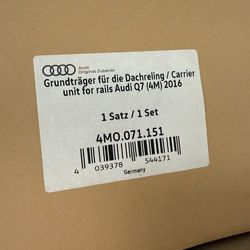 Audi
Original Zubehör
Grundträger für die Dachreling / Carrier
unit for rails Audi Q7 (4M) 2016
1 Satz / 1 Set
4M0.071.151
4 039378 544171
Germany